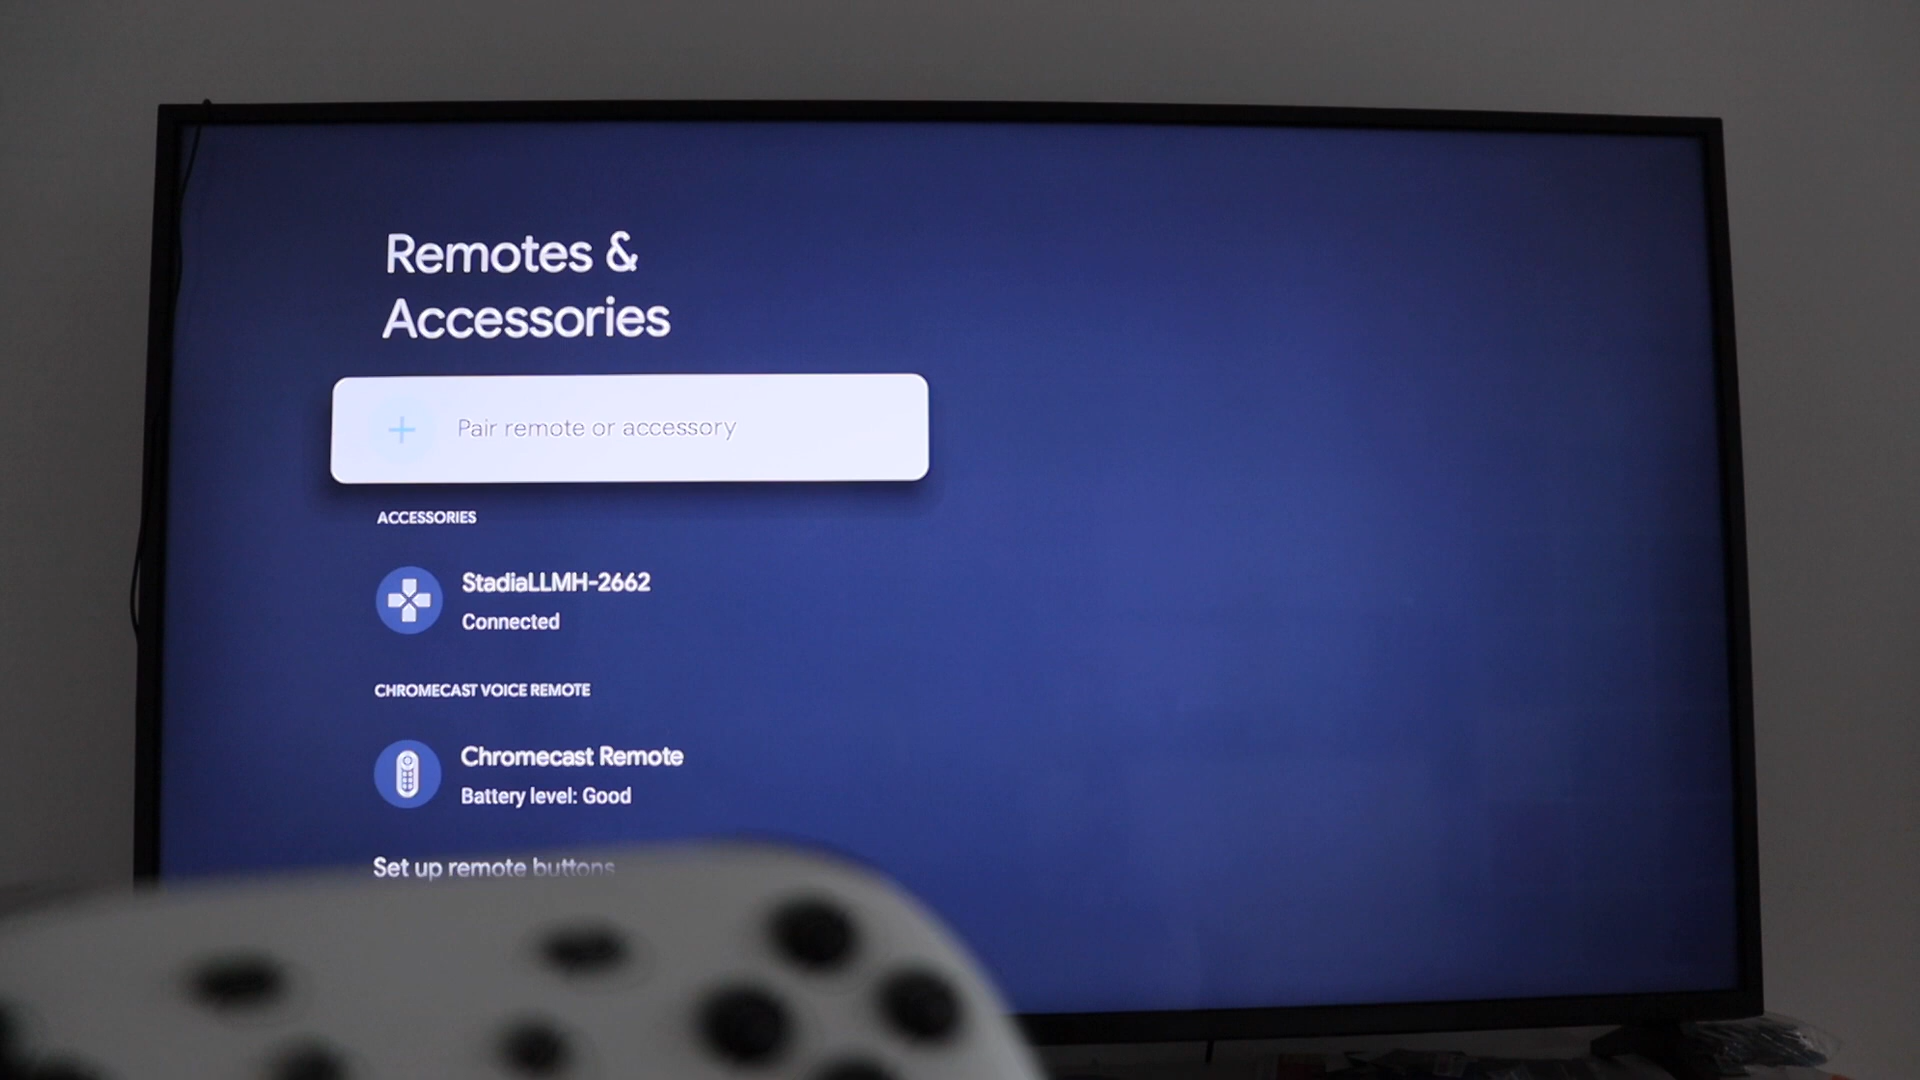 Remotes &
Accessories
Pair remote or accessory
ACCESSORIES
StadiaLLMH-2662
Connected
CHROMECAST VOICE REMOTE
Chromecast Remote
Battery level: Good
Set up remote buttons